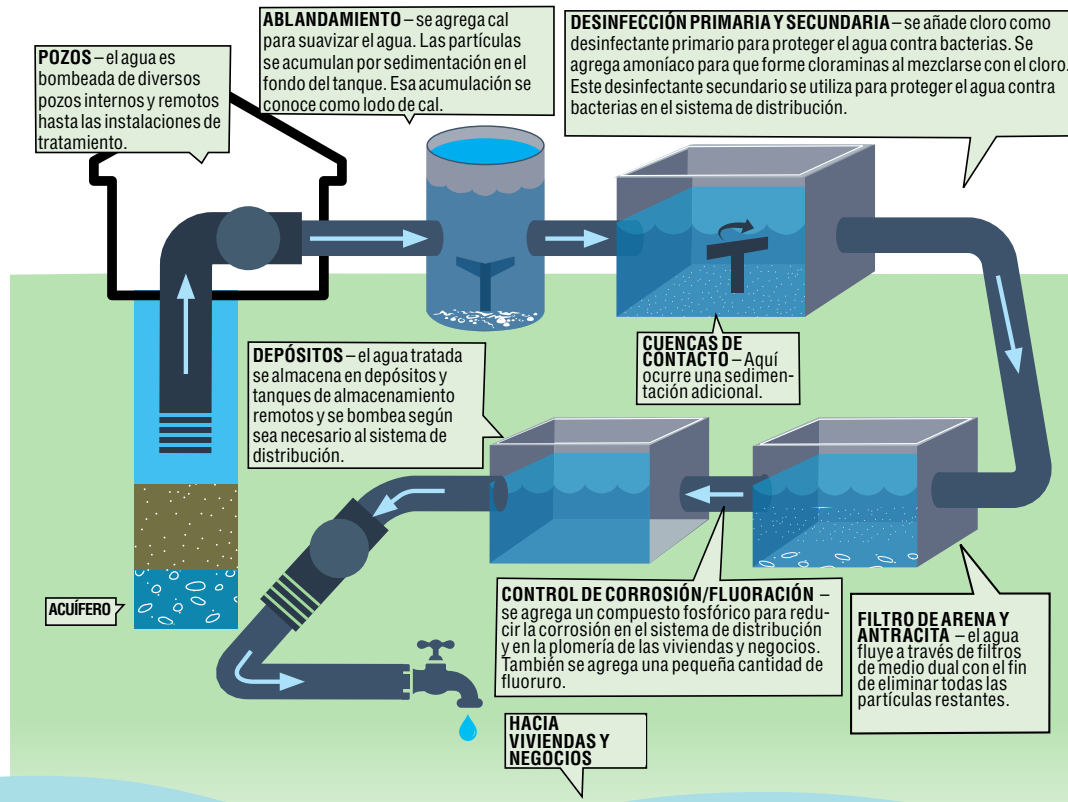 POZOS – el agua es
bombeada de diversos
pozos internos y remotos
hasta las instalaciones de
tratamiento.
ABLANDAMIENTO – se agrega cal
para suavizar el agua. Las partículas
se acumulan por sedimentación en el
fondo del tanque. Esa acumulación se
conoce como lodo de cal.
DESINFECCIÓN PRIMARIA Y SECUNDARIA – se añade cloro como
desinfectante primario para proteger el agua contra bacterias. Se
agrega amoníaco para que forme cloraminas al mezclarse con el cloro.
Este desinfectante secundario se utiliza para proteger el agua contra
bacterias en el sistema de distribución.
CUENCAS DE
CONTACTO – Aquí
ocurre una sedimen-
tación adicional.
DEPÓSITOS – el agua tratada
se almacena en depósitos y
tanques de almacenamiento
remotos y se bombea según
sea necesario al sistema de
distribución.
ACUÍFERO
CONTROL DE CORROSIÓN/FLUORACIÓN –
se agrega un compuesto fosfórico para redu-
cir la corrosión en el sistema de distribución
y en la plomería de las viviendas y negocios.
También se agrega una pequeña cantidad de
fluoruro.
FILTRO DE ARENA Y
ANTRACITA – el agua
fluye a través de filtros
de medio dual con el fin
de eliminar todas las
partículas restantes.
HACIA
VIVIENDAS Y
NEGOCIOS